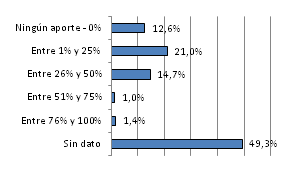 Ningún aporte - 0% 12,6%
Entre 1% y 25% 21,0%
Entre 26% y 50% 14,7%
Entre 51% y 75% 1,0%
Entre 76% y 100% 1,4%
Sin dato 49,3%